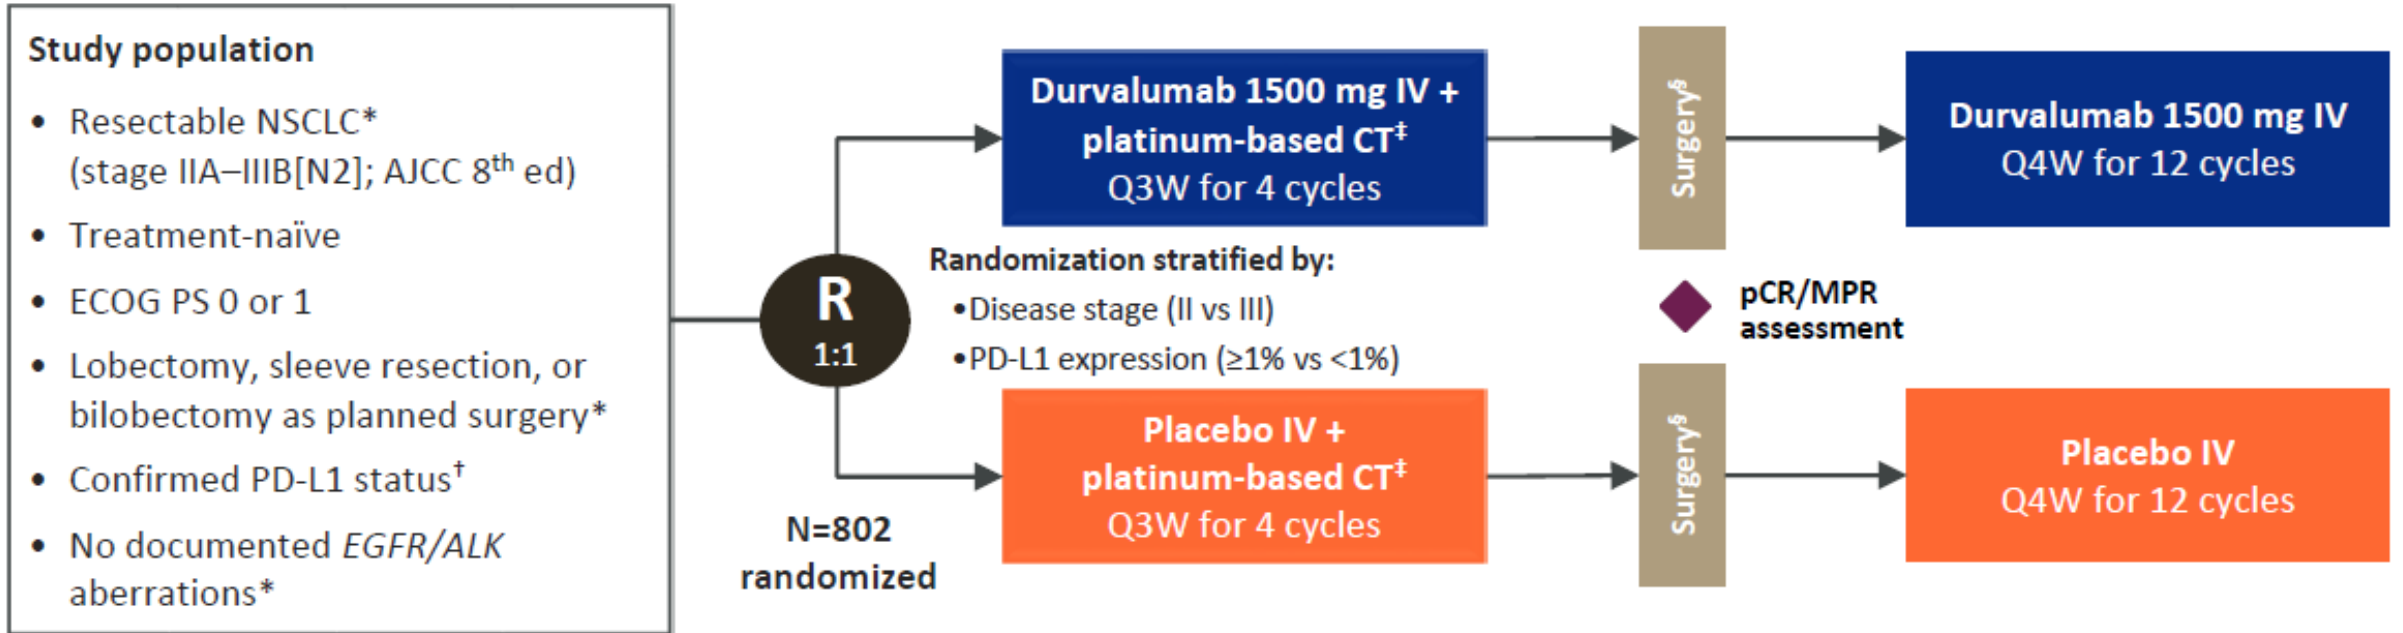 Study population
• Resectable NSCLC*
(stage IIA–IIIB[N2]; AJCC 8th ed)
• Treatment-naïve
• ECOG PS 0 or 1
• Lobectomy, sleeve resection, or
bilobectomy as planned surgery*
• Confirmed PD-L1 status†
• No documented EGFR/ALK
aberrations*
R
1:1
N=802
randomized
Durvalumab 1500 mg IV +
platinum-based CT‡
Q3W for 4 cycles
Randomization stratified by:
•Disease stage (II vs III)
•PD-L1 expression (≥1% vs <1%)
Placebo IV +
platinum-based CT‡
Q3W for 4 cycles
Surgery§
pCR/MPR
assessment
Surgery§
Durvalumab 1500 mg IV
Q4W for 12 cycles
Placebo IV
Q4W for 12 cycles